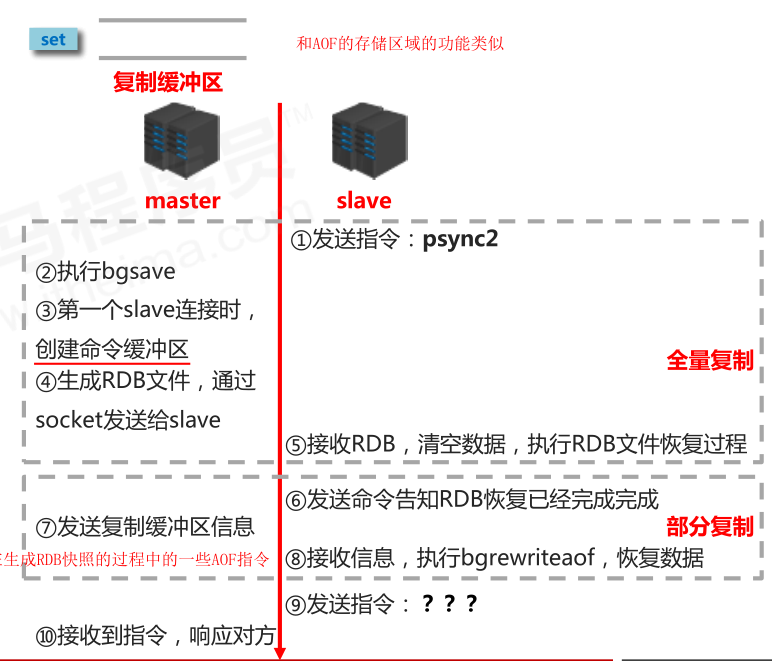 set
和AOF的存储区域的功能类似
复制缓冲区
master
slave
①发送指令：psync2
②执行bgsave
③第一个slave连接时，
创建命令缓冲区
全量复制
④生成RDB文件，通过
socket发送给slave
⑤接收RDB，清空数据，执行RDB文件恢复过程
⑥发送命令告知RDB恢复已经完成完成
⑦发送复制缓冲区信息
部分复制
生成RDB快照的过程中的一些AOF指令
⑧接收信息，执行bgrewriteaof，恢复数据
⑨发送指令：？？？
⑩接收到指令，响应对方
马程序员™
theima.com